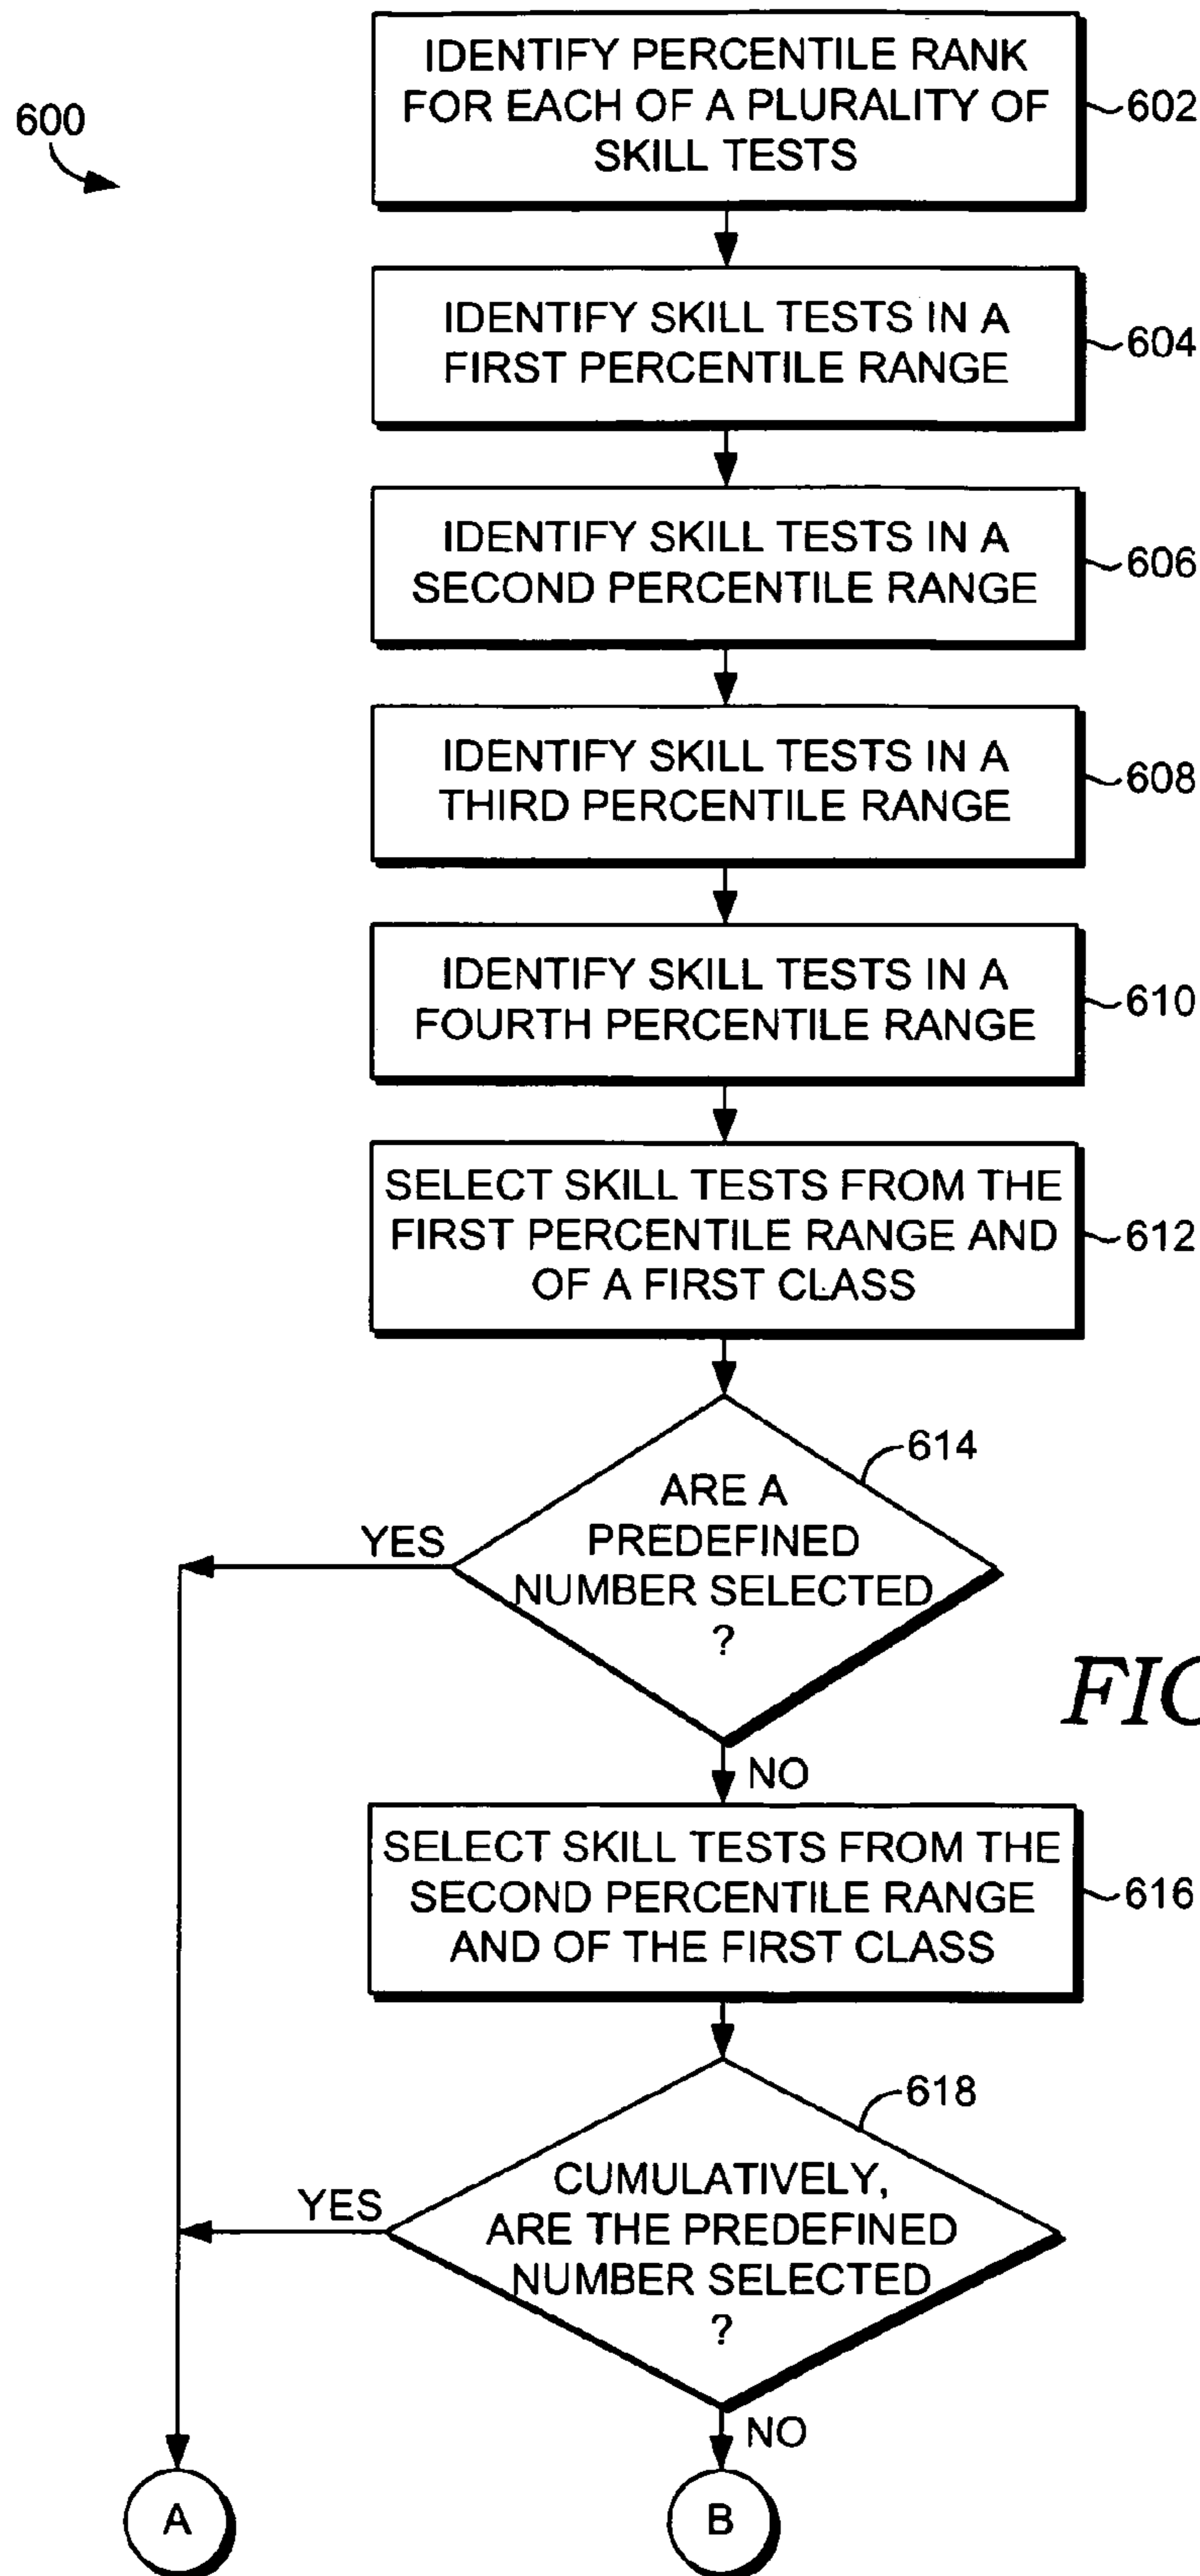 600
IDENTIFY PERCENTILE RANK
FOR EACH OF A PLURALITY OF
SKILL TESTS
602
IDENTIFY SKILL TESTS IN A
FIRST PERCENTILE RANGE
604
IDENTIFY SKILL TESTS IN A
SECOND PERCENTILE RANGE
606
IDENTIFY SKILL TESTS IN A
THIRD PERCENTILE RANGE
608
IDENTIFY SKILL TESTS IN A
FOURTH PERCENTILE RANGE
610
SELECT SKILL TESTS FROM THE
FIRST PERCENTILE RANGE AND
OF A FIRST CLASS
612
614
ARE A
PREDEFINED
NUMBER SELECTED
?
YES
NO
SELECT SKILL TESTS FROM THE
SECOND PERCENTILE RANGE
AND OF THE FIRST CLASS
616
618
CUMULATIVELY,
ARE THE PREDEFINED
NUMBER SELECTED
?
YES
NO
A
B